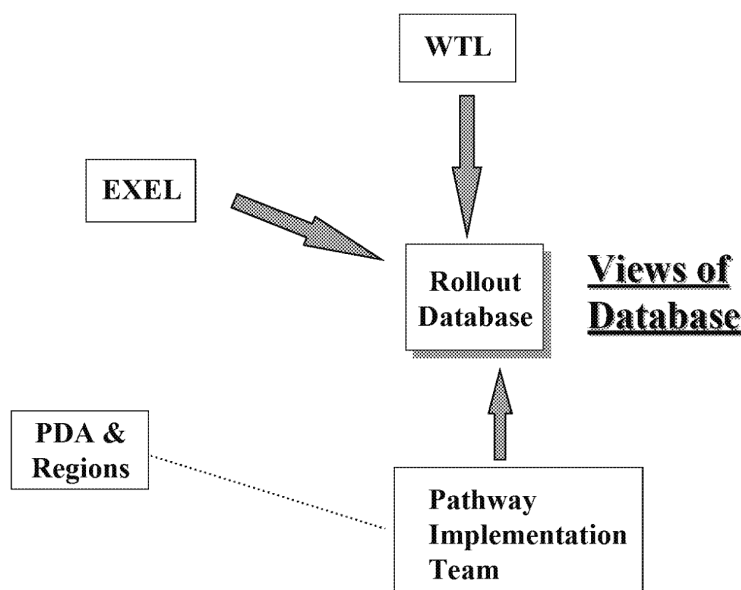 WTL
EXEL
Rollout
Database
Views of
Database
PDA &
Regions
Pathway
Implementation
Team